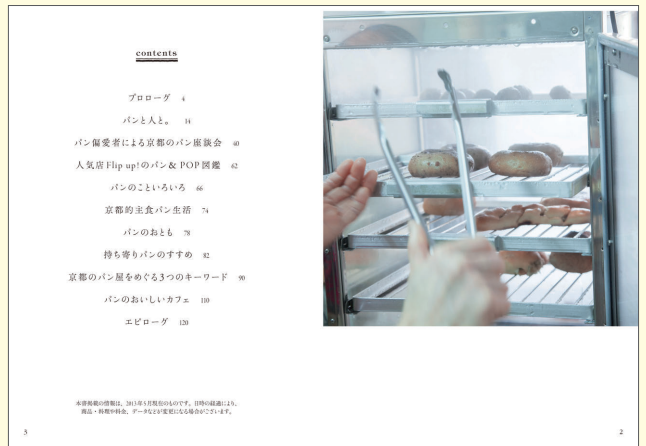 contents
プロローグ 4
パンと人と。 14
パン偏愛者による京都のパン座談会 40
人気店 Flip up!のパン& POP図鑑 62
パンのこといろいろ 66
京都的主食パン生活 74
パンのおとも 78
持ち寄りパンのすすめ 82
京都のパン屋をめぐる3つのキーワード 90
パンのおいしいカフェ 110
エピローグ 120
本書掲載の情報は、2013年5月現在のものです。日時の経過により、
商品・料理や料金、データなどが変更になる場合がございます。
3
2